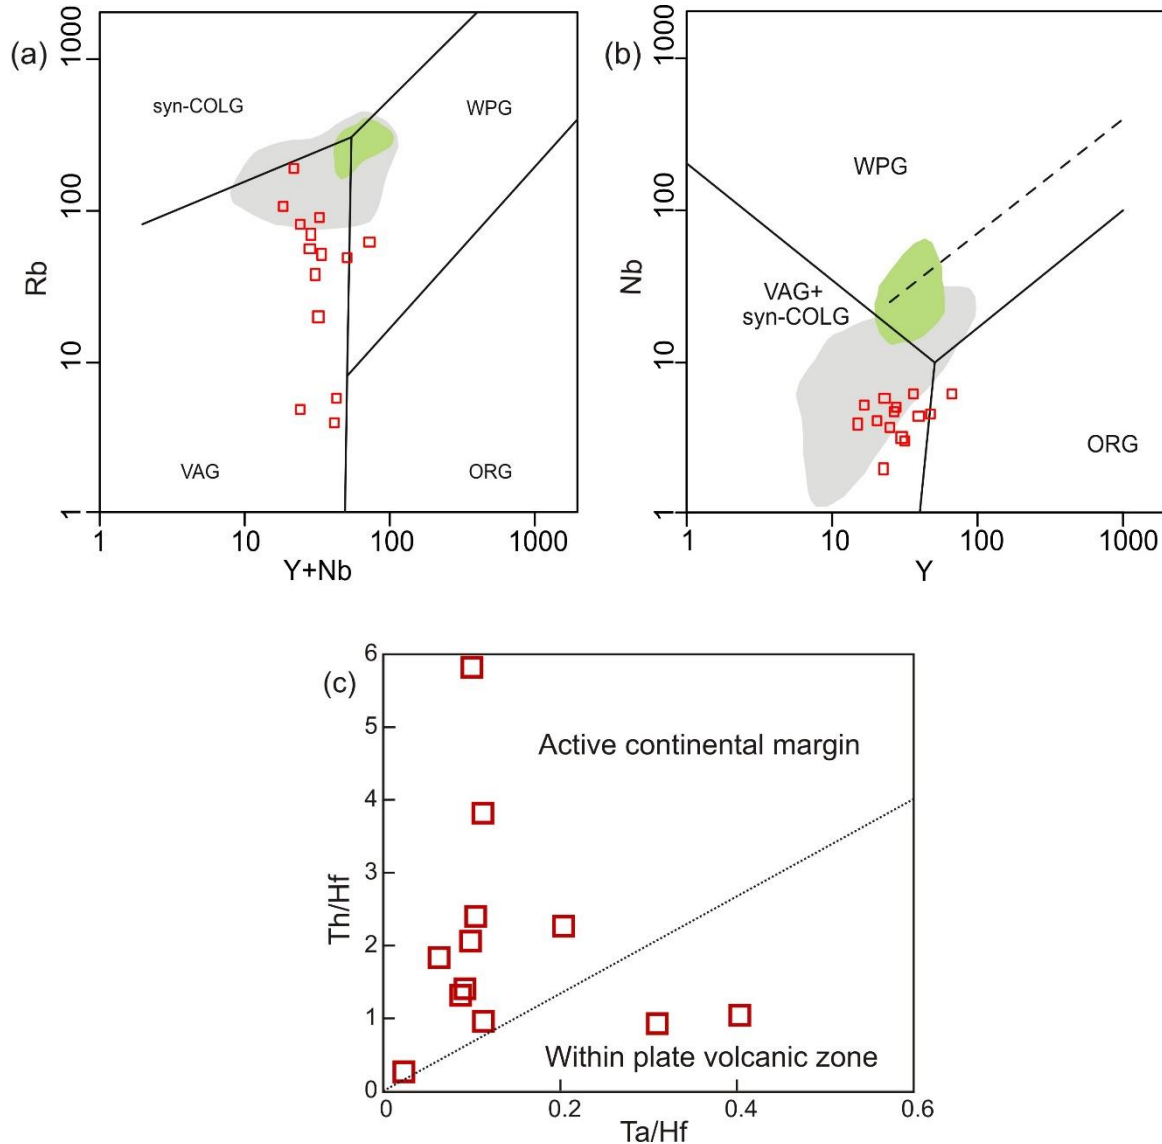 (a)
1000
100
10
1
Rb
syn-COLG
WPG
VAG
ORG
1
10
100
1000
Y+Nb
(b)
1000
100
10
1
Nb
WPG
VAG+
syn-COLG
ORG
1
10
100
1000
Y
(c)
6
5
4
3
2
1
0
Th/Hf
Active continental margin
Within plate volcanic zone
0
0.2
0.4
0.6
Ta/Hf